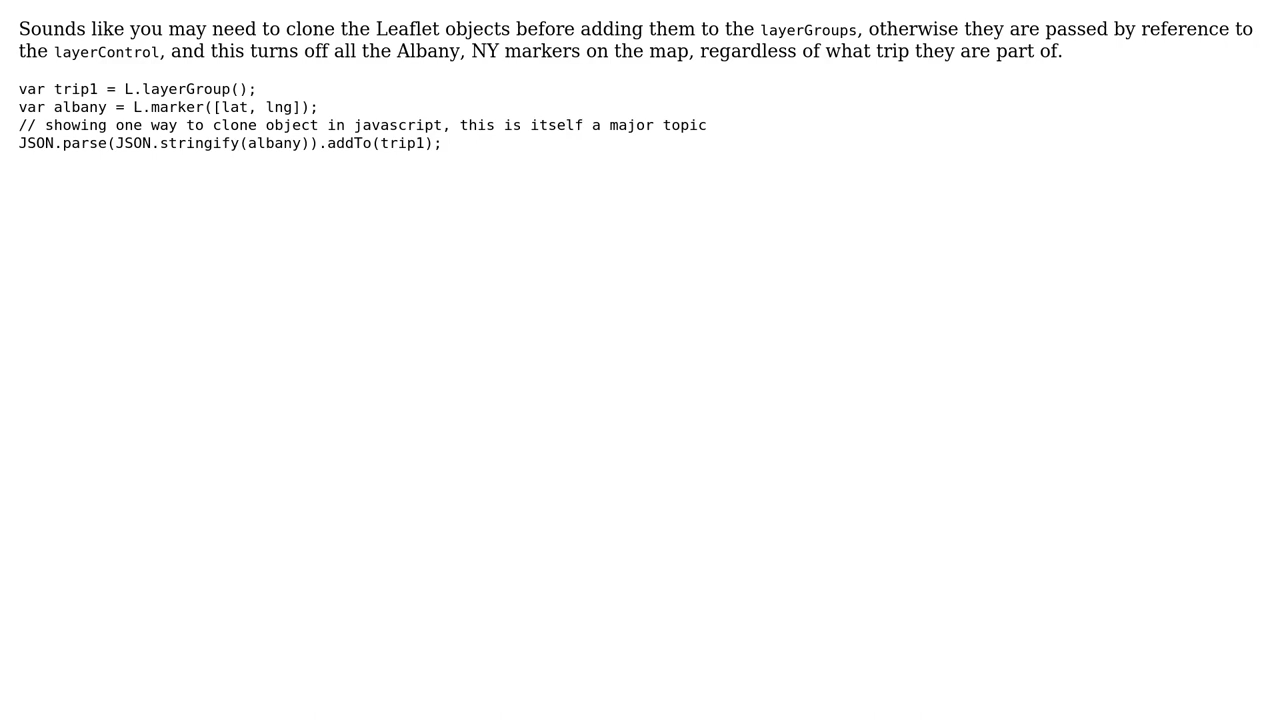 Sounds like you may need to clone the Leaflet objects before adding them to the layerGroups, otherwise they are passed by reference to
the layerControl, and this turns off all the Albany, NY markers on the map, regardless of what trip they are part of.
var trip1 = L.layerGroup();
var albany = L.marker([lat, lng]);
// showing one way to clone object in javascript, this is itself a major topic
JSON.parse(JSON.stringify(albany)).addTo(trip1);